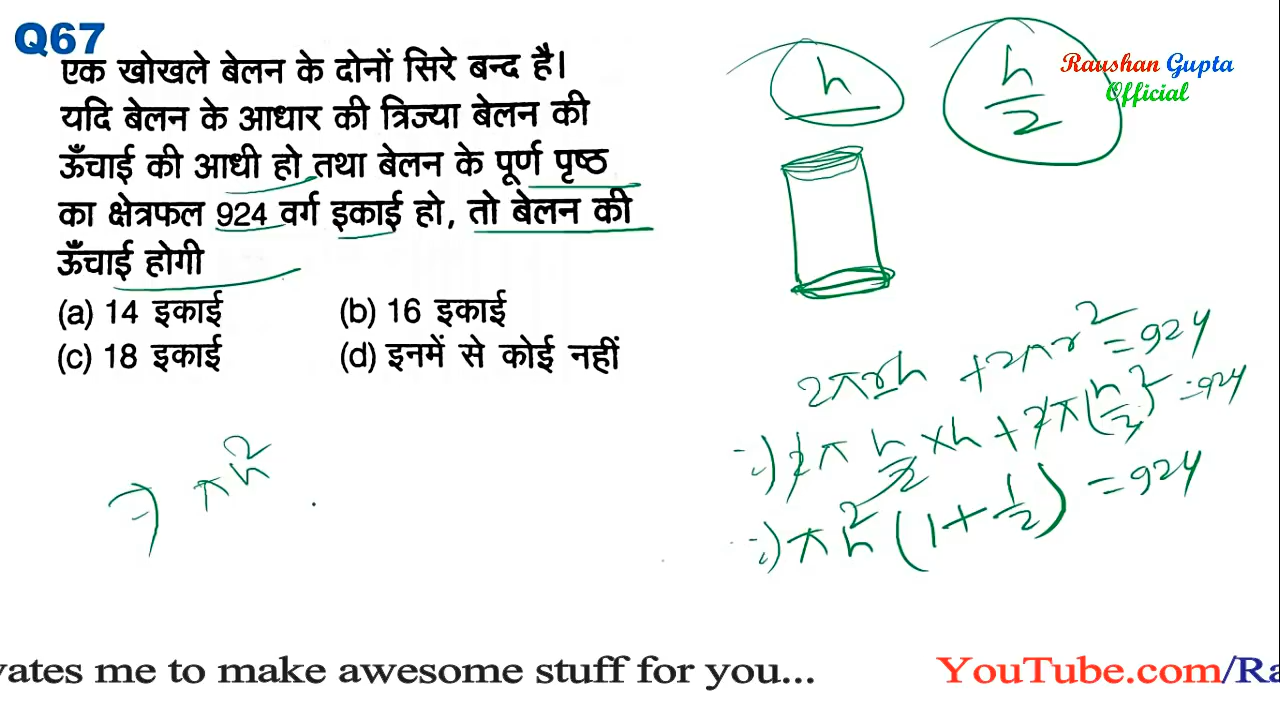 Q67
एक खोखले बेलन के दोनों सिरे बन्द है।
यदि बेलन के आधार की त्रिज्या बेलन की
ऊँचाई की आधी हो तथा बेलन के पूर्ण पृष्ठ
का क्षेत्रफल 924 वर्ग इकाई हो, तो बेलन की
ऊँचाई होगी
(a) 14 इकाई (b) 16 इकाई
(c) 18 इकाई (d) इनमें से कोई नहीं
h
h/2
Raushan Gupta
Official
2πrh + 2πr² = 924
=) 2π h/2 × h + 2π(h/2)² = 924
=) πh² (1 + 1/2) = 924
=) πh²
vates me to make awesome stuff for you... YouTube.com/Ra